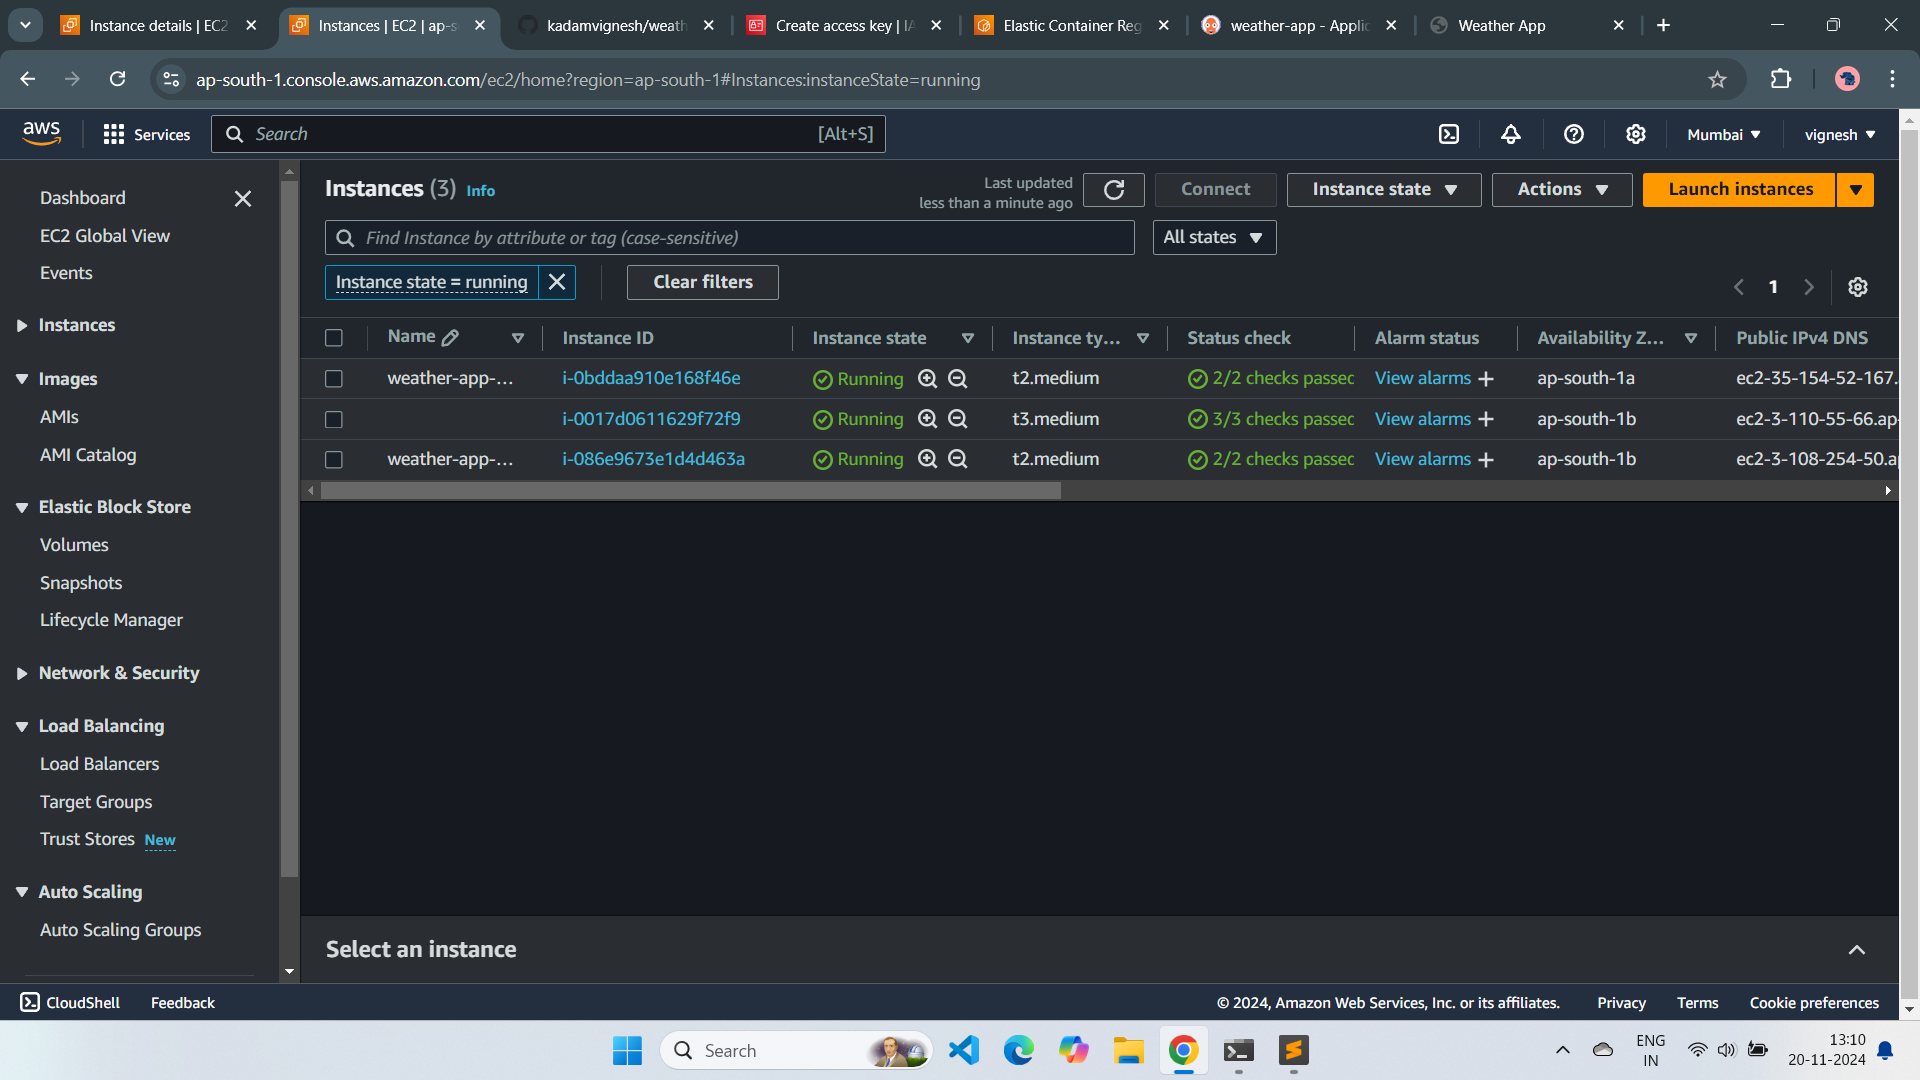 Instance details | EC2
Instances | EC2 | ap-s
kadamvignesh/weath
Create access key | IA
Elastic Container Reg
weather-app - Applic
Weather App
ap-south-1.console.aws.amazon.com/ec2/home?region=ap-south-1#Instances:instanceState=running
aws
Services
Search
[Alt+S]
Mumbai
vignesh
Dashboard
EC2 Global View
Events
Instances
Images
AMIs
AMI Catalog
Elastic Block Store
Volumes
Snapshots
Lifecycle Manager
Network & Security
Load Balancing
Load Balancers
Target Groups
Trust Stores New
Auto Scaling
Auto Scaling Groups
Instances (3) Info
Last updated
less than a minute ago
Connect
Instance state
Actions
Launch instances
Find Instance by attribute or tag (case-sensitive)
All states
Instance state = running
Clear filters
1
Name Instance ID Instance state Instance ty... Status check Alarm status Availability Z... Public IPv4 DNS
weather-app-... i-0bddaa910e168f46e Running t2.medium 2/2 checks passed View alarms + ap-south-1a ec2-35-154-52-167.
i-0017d0611629f72f9 Running t3.medium 3/3 checks passed View alarms + ap-south-1b ec2-3-110-55-66.ap-
weather-app-... i-086e9673e1d4d463a Running t2.medium 2/2 checks passed View alarms + ap-south-1b ec2-3-108-254-50.ap
Select an instance
CloudShell Feedback
© 2024, Amazon Web Services, Inc. or its affiliates. Privacy Terms Cookie preferences
Search
ENG
IN
13:10
20-11-2024